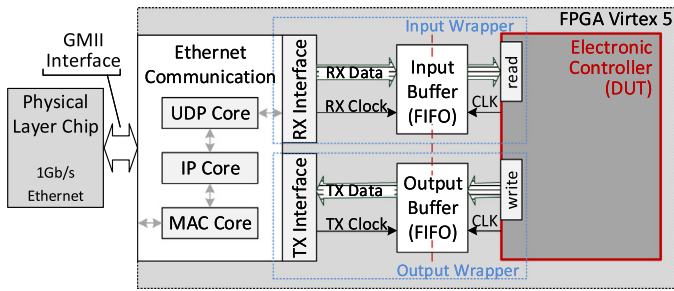 GMII
Interface
Physical
Layer Chip
1Gb/s
Ethernet
FPGA Virtex 5
Input Wrapper
Ethernet
Communication
UDP Core
IP Core
MAC Core
RX Interface
RX Data
RX Clock
Input
Buffer
(FIFO)
CLK
read
Electronic
Controller
(DUT)
TX Interface
TX Data
TX Clock
Output
Buffer
(FIFO)
CLK
write
Output Wrapper